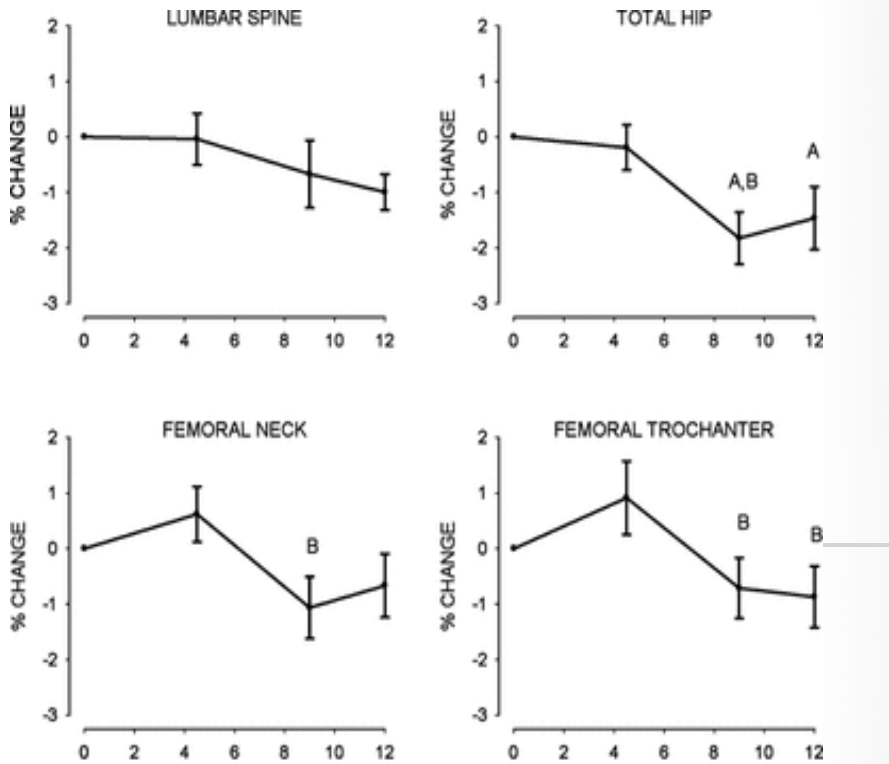 LUMBAR SPINE
% CHANGE
2
1
0
-1
-2
-3
0 2 4 6 8 10 12
TOTAL HIP
% CHANGE
2
1
0
-1
-2
-3
A,B
A
0 2 4 6 8 10 12
FEMORAL NECK
% CHANGE
2
1
0
-1
-2
-3
B
0 2 4 6 8 10 12
FEMORAL TROCHANTER
% CHANGE
2
1
0
-1
-2
-3
B
B
0 2 4 6 8 10 12